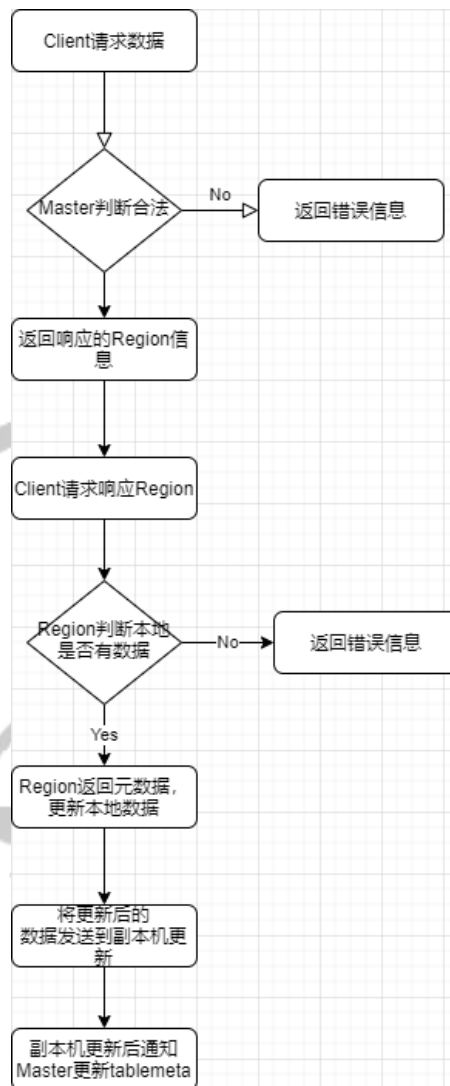 Client请求数据
Master判断合法
No
返回错误信息
返回响应的Region信
息
Client请求响应Region
Region判断本地
是否有数据
No
返回错误信息
Yes
Region返回元数据，
更新本地数据
将更新后的
数据发送到副本机更
新
副本机更新后通知
Master更新tablemeta